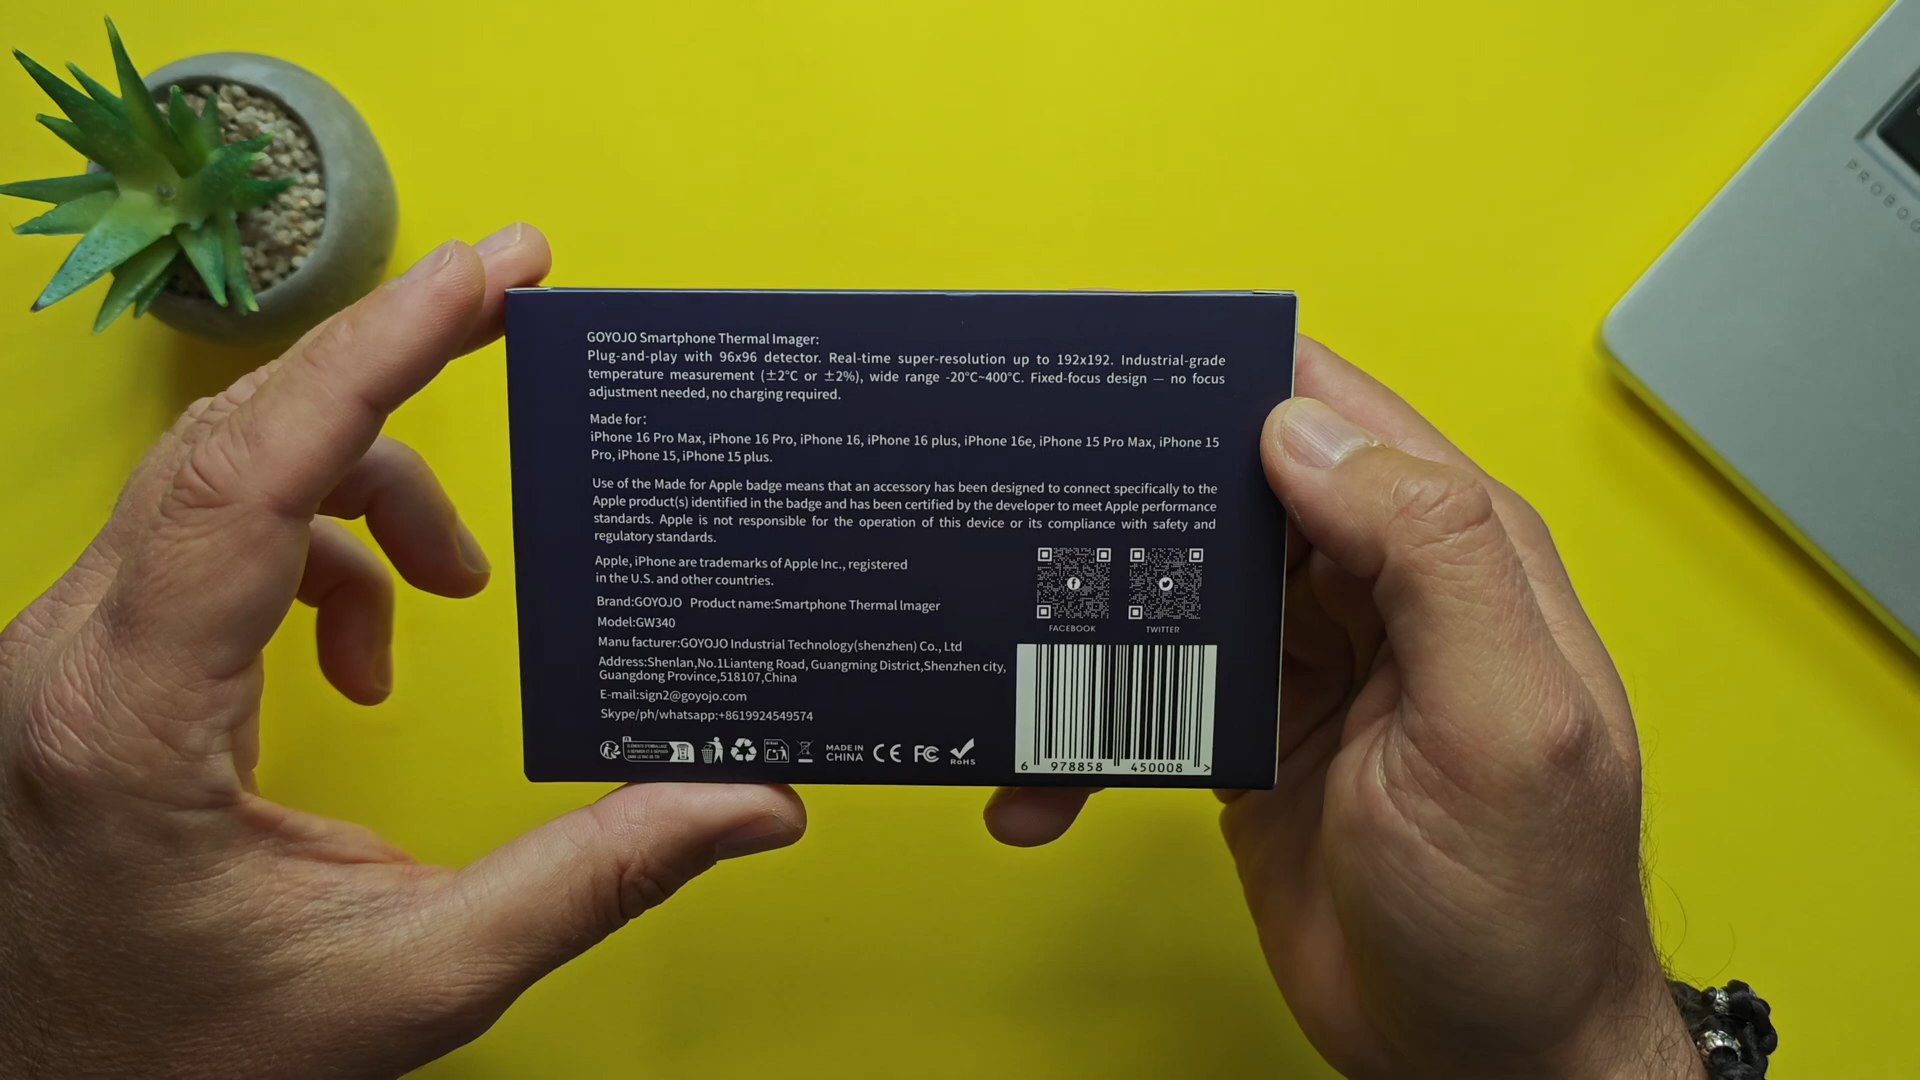 GOYOJO Smartphone Thermal Imager:
Plug-and-play with 96x96 detector. Real-time super-resolution up to 192x192. Industrial-grade
temperature measurement (±2°C or ±2%), wide range -20°C~400°C. Fixed-focus design — no focus
adjustment needed, no charging required.
Made for:
iPhone 16 Pro Max, iPhone 16 Pro, iPhone 16, iPhone 16 plus, iPhone 16e, iPhone 15 Pro Max, iPhone 15
Pro, iPhone 15, iPhone 15 plus.
Use of the Made for Apple badge means that an accessory has been designed to connect specifically to the
Apple product(s) identified in the badge and has been certified by the developer to meet Apple performance
standards. Apple is not responsible for the operation of this device or its compliance with safety and
regulatory standards.
Apple, iPhone are trademarks of Apple Inc., registered
in the U.S. and other countries.
Brand:GOYOJO Product name:Smartphone Thermal Imager
Model:GW340
Manu facturer:GOYOJO Industrial Technology(shenzhen) Co., Ltd
Address:Shenlan,No.1Lianteng Road, Guangming District,Shenzhen city,
Guangdong Province,518107,China
E-mail:sign2@goyojo.com
Skype/ph/whatsapp:+8619924549574
FACEBOOK
TWITTER
MADE IN
CHINA
CE
FC
RoHS
6 978858 450008 >
PROBOO